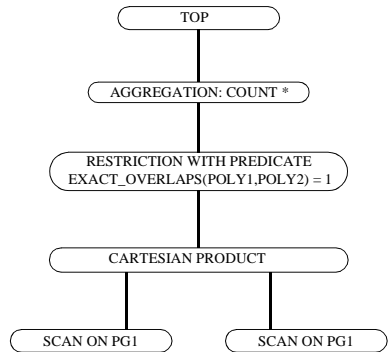 TOP
AGGREGATION: COUNT *
RESTRICTION WITH PREDICATE
EXACT_OVERLAPS(POLY1,POLY2) = 1
CARTESIAN PRODUCT
SCAN ON PG1
SCAN ON PG1